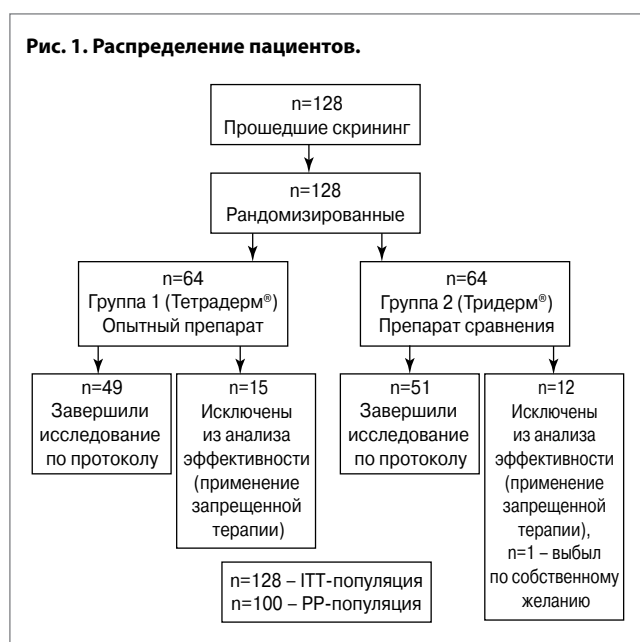 Рис. 1. Распределение пациентов.
n=128
Прошедшие скрининг
n=128
Рандомизированные
n=64
Группа 1 (Тетрадерм®)
Опытный препарат
n=64
Группа 2 (Тридерм®)
Препарат сравнения
n=49
Завершили
исследование
по протоколу
n=15
Исключены
из анализа
эффективности
(применение
запрещенной
терапии)
n=51
Завершили
исследование
по протоколу
n=12
Исключены
из анализа
эффективности
(применение
запрещенной
терапии),
n=1 – выбыл
по собственному
желанию
n=128 – ITT-популяция
n=100 – PP-популяция